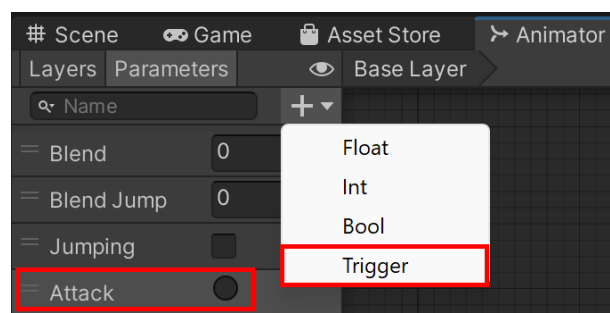 Scene Game Asset Store Animator
Layers Parameters Base Layer
Name
Blend 0
Float
Int
Blend Jump 0
Bool
Jumping
Trigger
Attack